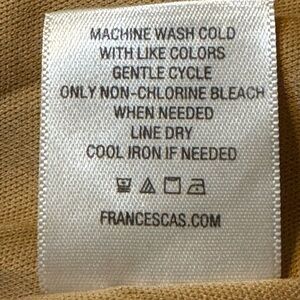 MACHINE WASH COLD
WITH LIKE COLORS
GENTLE CYCLE
ONLY NON-CHLORINE BLEACH
WHEN NEEDED
LINE DRY
COOL IRON IF NEEDED
FRANCESCAS.COM